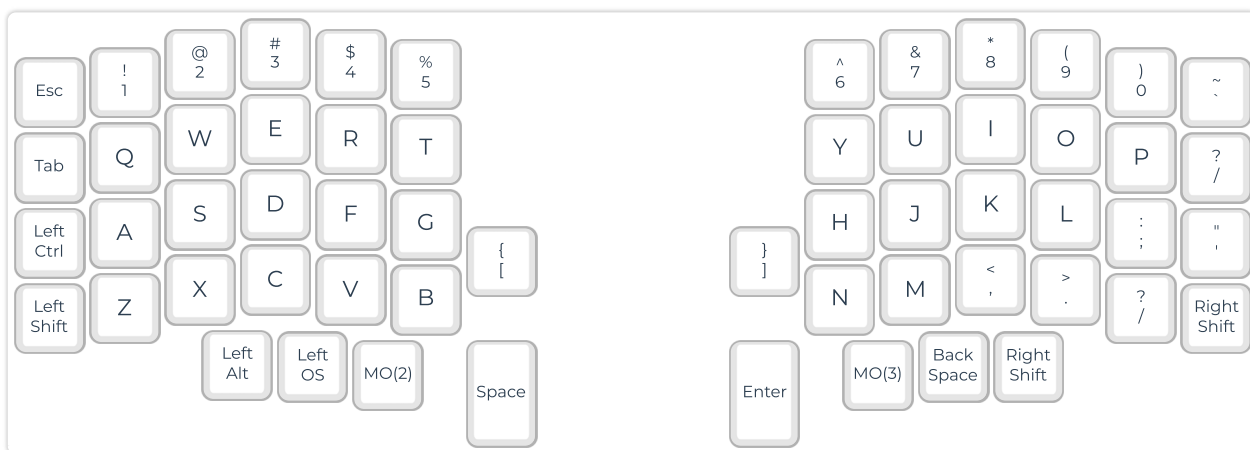 Esc
!
1
@
2
#
3
$
4
%
5
^
6
&
7
*
8
(
9
)
0
~
`
Tab
Q
W
E
R
T
Y
U
I
O
P
?
/
Left
Ctrl
A
S
D
F
G
H
J
K
L
:
;
"
'
Left
Shift
Z
X
C
V
B
{
[
}
]
N
M
<
,
>
.
?
/
Right
Shift
Left
Alt
Left
OS
MO(2)
Space
Enter
MO(3)
Back
Space
Right
Shift